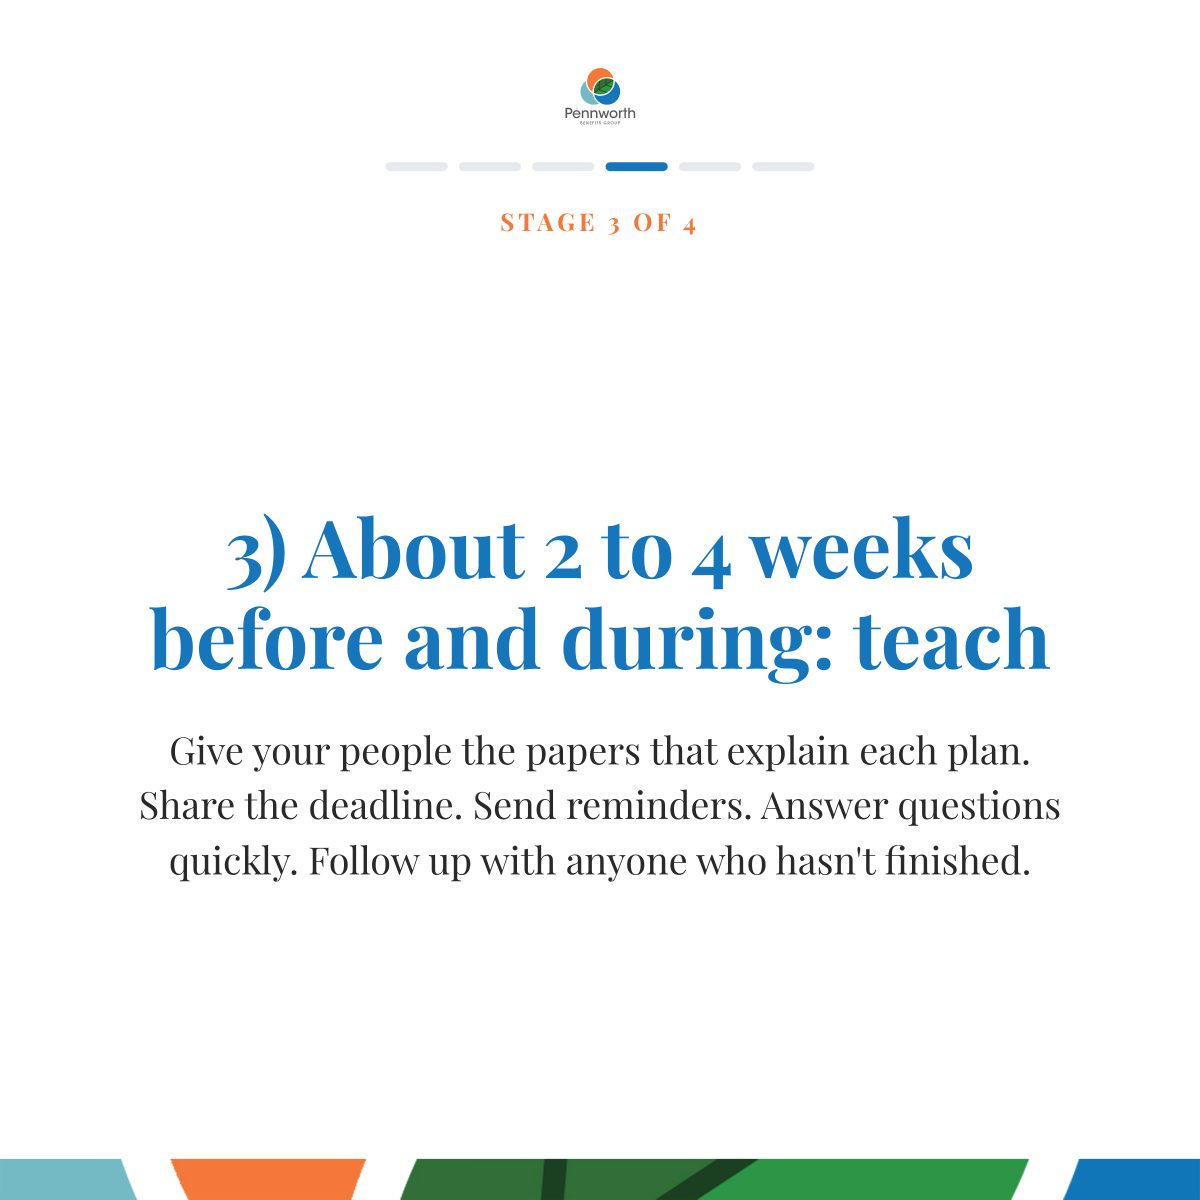 Pennworth
BENEFITS GROUP
STAGE 3 OF 4
3) About 2 to 4 weeks
before and during: teach
Give your people the papers that explain each plan.
Share the deadline. Send reminders. Answer questions
quickly. Follow up with anyone who hasn't finished.